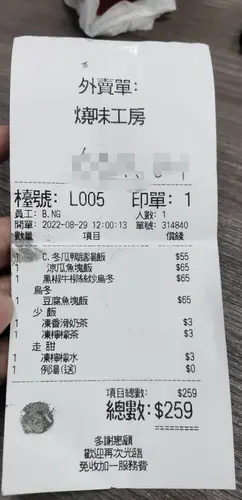 外賣單:
燒味工房
檯號: L005 印單: 1
員工: B.NG 人數: 1
開單: 2022-08-29 12:00:13 單號: 314840
數量 項目 價錢
1 C.冬瓜鴨湯飯 $55
1 涼瓜魚塊飯 $65
1 黑椒牛柳絲炒烏冬 $65
烏冬
1 豆腐魚塊飯 $65
少飯
1 凍香滑奶茶 $3
1 凍檸檬茶 $3
走甜
1 凍檸檬水 $3
1 例湯(送) $0
項目總數: $259
總數: $259
多謝惠顧
歡迎再次光臨
免收加一服務費